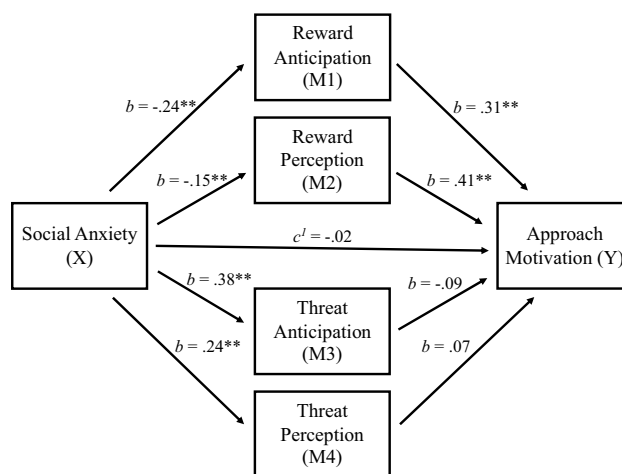 Reward
Anticipation
(M1)
b = -.24**
b = .31**
Reward
Perception
(M2)
b = -.15**
b = .41**
Social Anxiety
(X)
c¹ = -.02
Approach
Motivation (Y)
b = .38**
b = -.09
Threat
Anticipation
(M3)
b = .24**
b = .07
Threat
Perception
(M4)